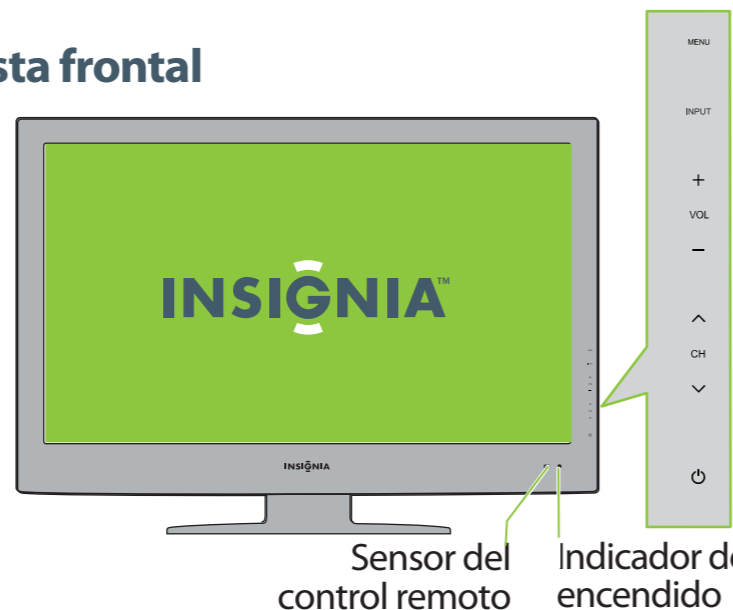 sta frontal
MENU
INPUT
+
VOL
−
CH
INSIGNIA™
INSIGNIA
Sensor del
control remoto
Indicador de
encendido